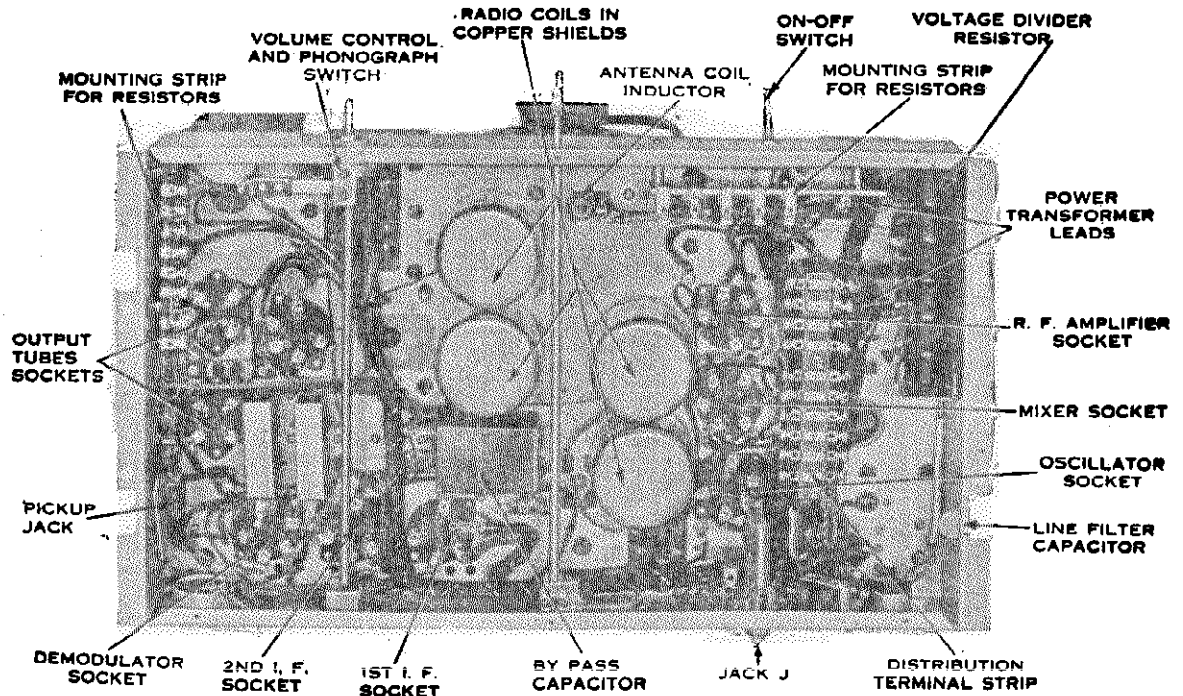 RADIO COILS IN
COPPER SHIELDS
ON-OFF
SWITCH
VOLTAGE DIVIDER
RESISTOR
VOLUME CONTROL
AND PHONOGRAPH
SWITCH
MOUNTING STRIP
FOR RESISTORS
ANTENNA COIL
INDUCTOR
MOUNTING STRIP
FOR RESISTORS
POWER
TRANSFORMER
LEADS
OUTPUT
TUBES
SOCKETS
R. F. AMPLIFIER
SOCKET
MIXER SOCKET
OSCILLATOR
SOCKET
PICKUP
JACK
LINE FILTER
CAPACITOR
DEMODULATOR
SOCKET
2ND I. F.
SOCKET
1ST I. F.
SOCKET
BY PASS
CAPACITOR
JACK J
DISTRIBUTION
TERMINAL STRIP